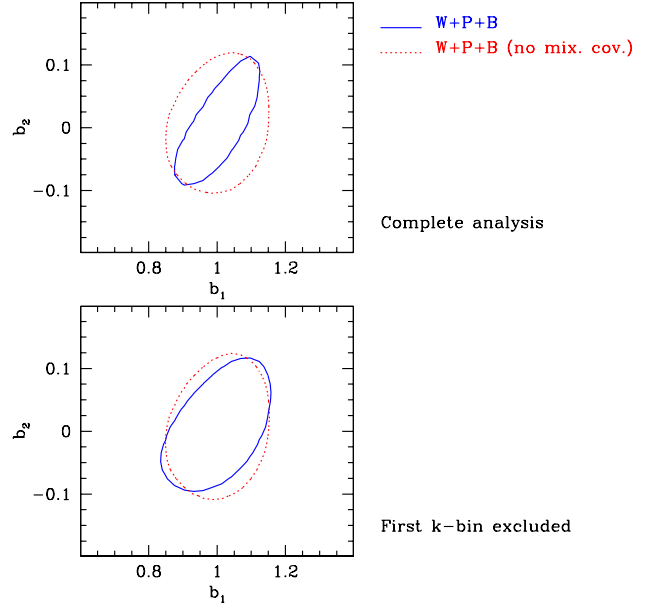 W+P+B
W+P+B (no mix. cov.)
0.1
0
−0.1
b2
0.8
1
1.2
b1
Complete analysis
0.1
0
−0.1
b2
0.8
1
1.2
b1
First k−bin excluded